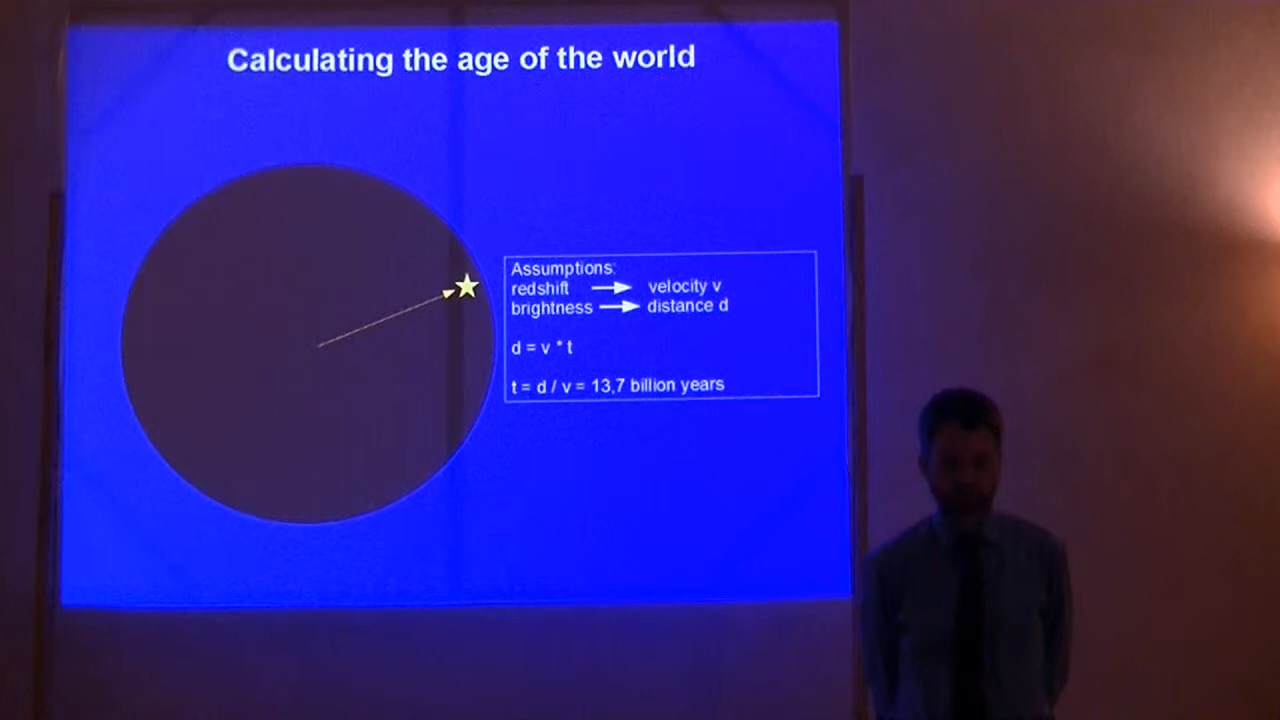 Calculating the age of the world
Assumptions:
redshift → velocity v
brightness → distance d
d = v * t
t = d / v = 13,7 billion years